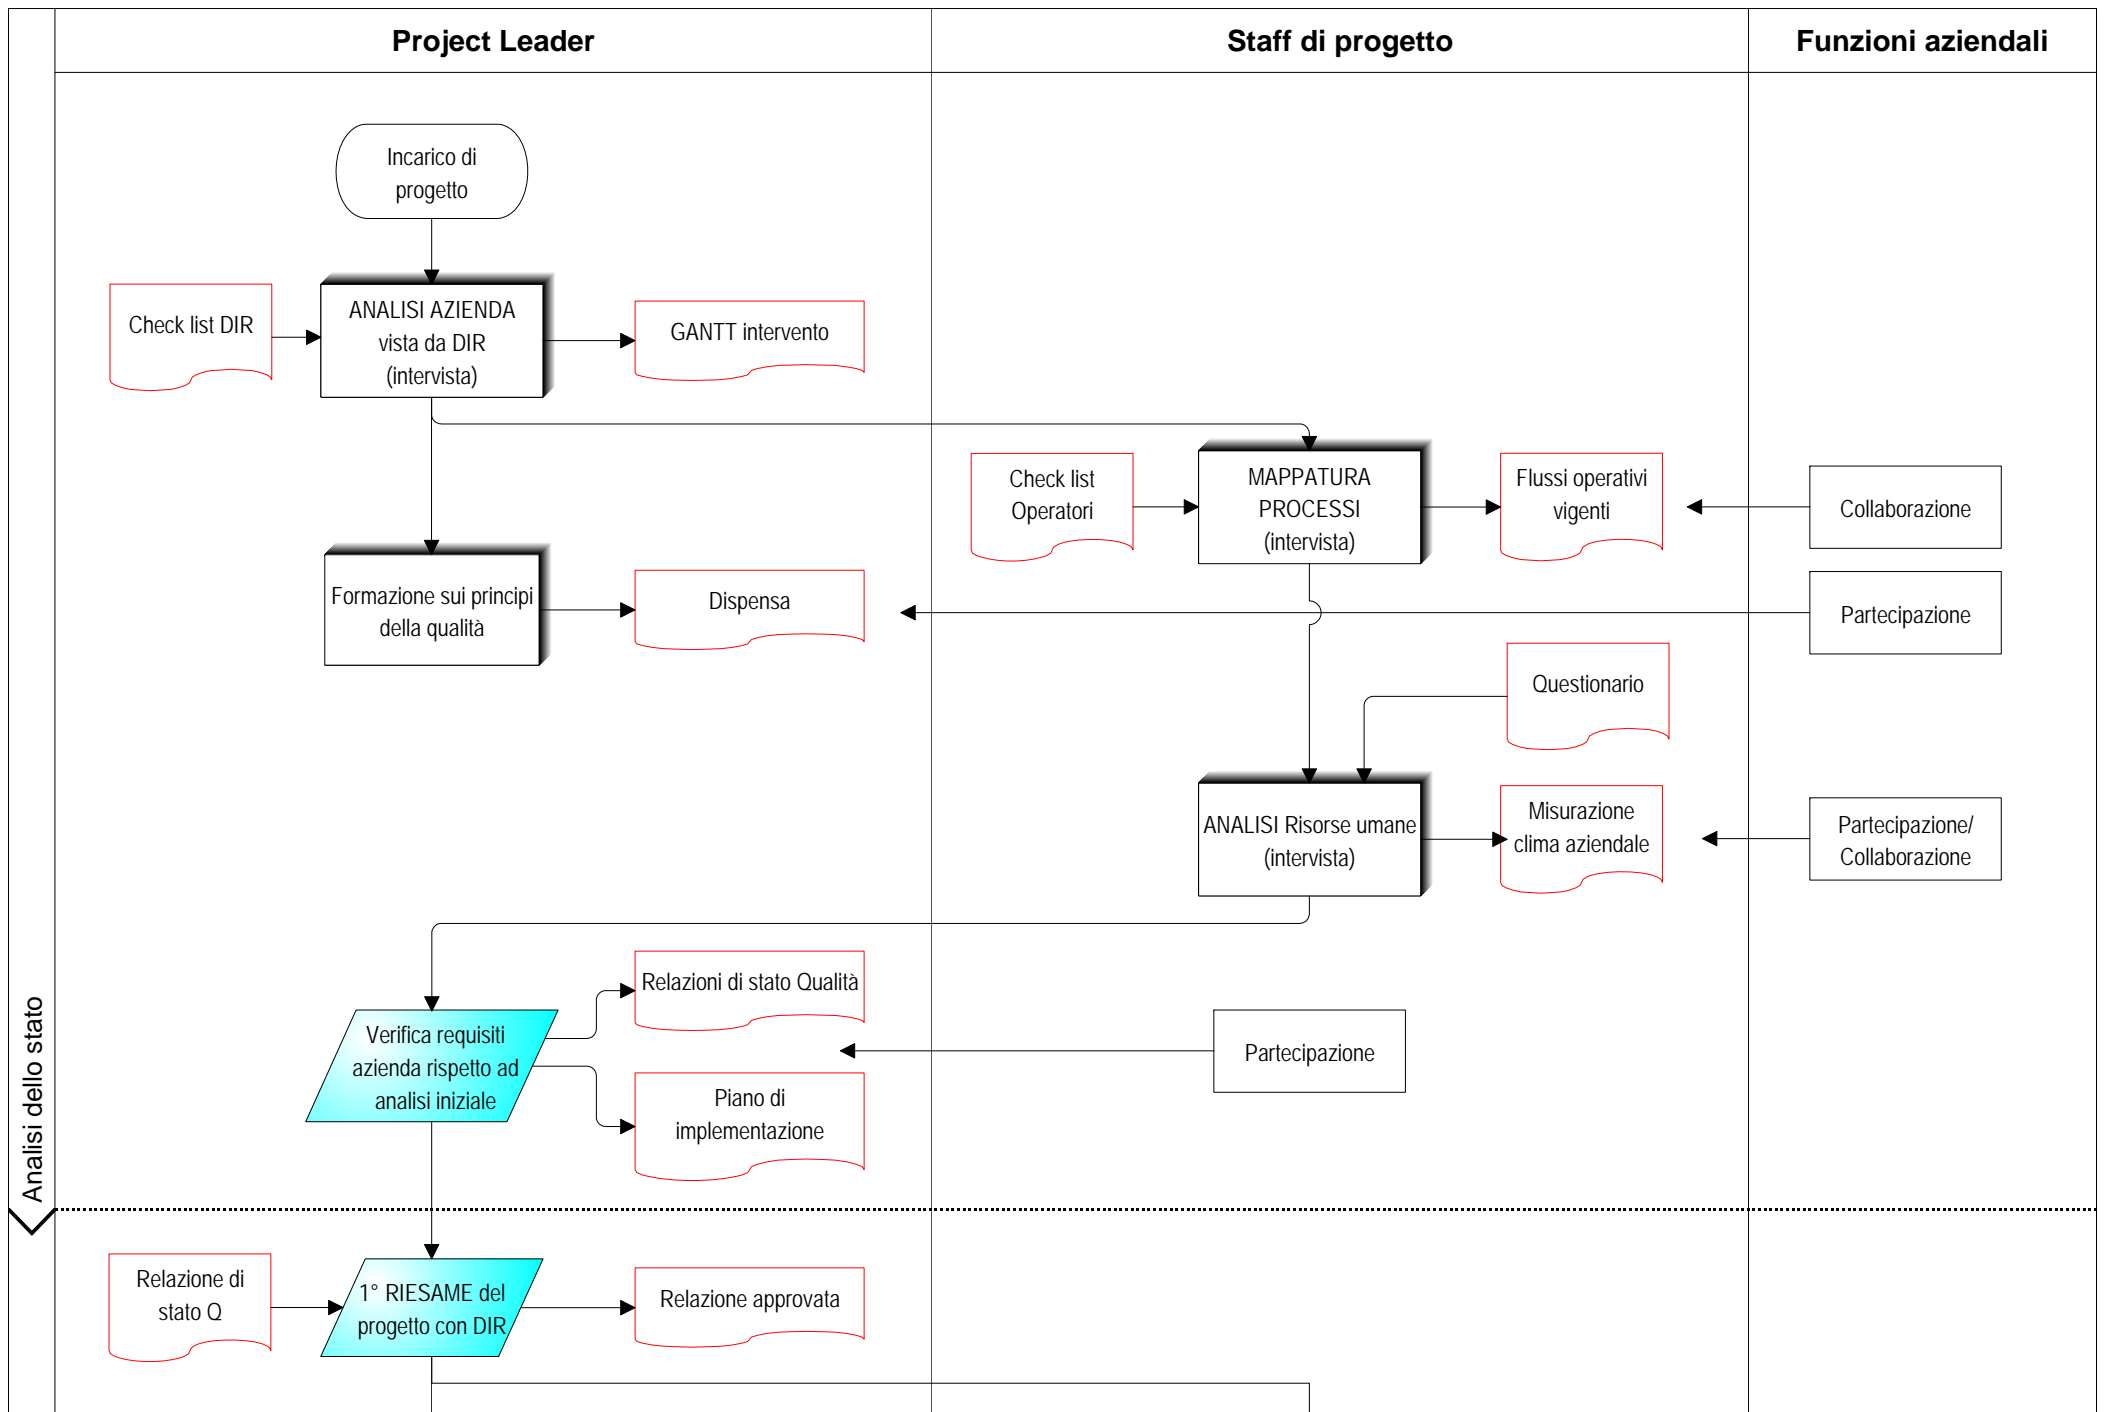 Project Leader
Staff di progetto
Funzioni aziendali
Incarico di
progetto
Check list DIR
ANALISI AZIENDA
vista da DIR
(intervista)
GANTT intervento
Check list
Operatori
MAPPATURA
PROCESSI
(intervista)
Flussi operativi
vigenti
Collaborazione
Formazione sui principi
della qualità
Dispensa
Partecipazione
Questionario
ANALISI Risorse umane
(intervista)
Misurazione
clima aziendale
Partecipazione/
Collaborazione
Relazioni di stato Qualità
Verifica requisiti
azienda rispetto ad
analisi iniziale
Partecipazione
Piano di
implementazione
Analisi dello stato
Relazione di
stato Q
1° RIESAME del
progetto con DIR
Relazione approvata